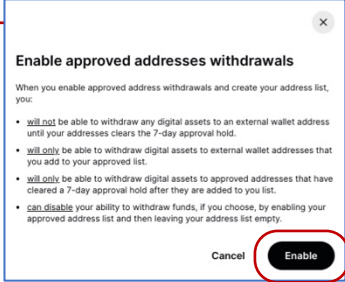 Enable approved addresses withdrawals
When you enable approved address withdrawals and create your address list,
you:
• will not be able to withdraw any digital assets to an external wallet address
until your addresses clears the 7-day approval hold.
• will only be able to withdraw digital assets to external wallet addresses that
you add to your approved list.
• will only be able to withdraw digital assets to approved addresses that have
cleared a 7-day approval hold after they are added to you list.
• can disable your ability to withdraw funds, if you choose, by enabling your
approved address list and then leaving your address list empty.
Cancel Enable